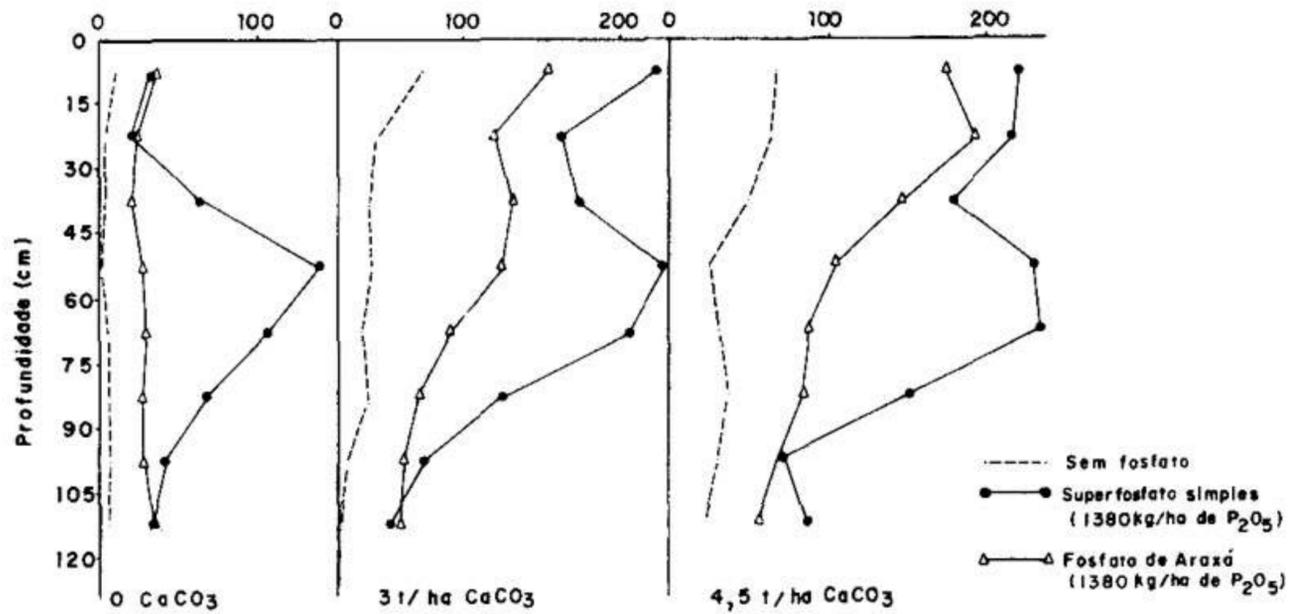 0 100 0 100 200 0 100 200
0
15
30
45
60
75
90
105
120
Profundidade (cm)
Sem fosfato
Superfosfato simples
(1380kg/ha de P₂O₅)
Fosfato de Araxá
(1380 kg/ha de P₂O₅)
0 CaCO₃ 3 t/ha CaCO₃ 4,5 t/ha CaCO₃